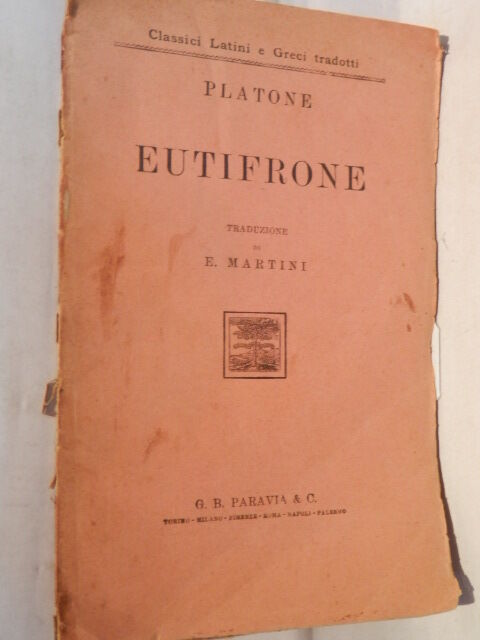 Classici Latini e Greci tradotti
PLATONE
EUTIFRONE
TRADUZIONE
DI
E. MARTINI
G. B. PARAVIA & C.
TORINO - MILANO - FIRENZE - ROMA - NAPOLI - PALERMO